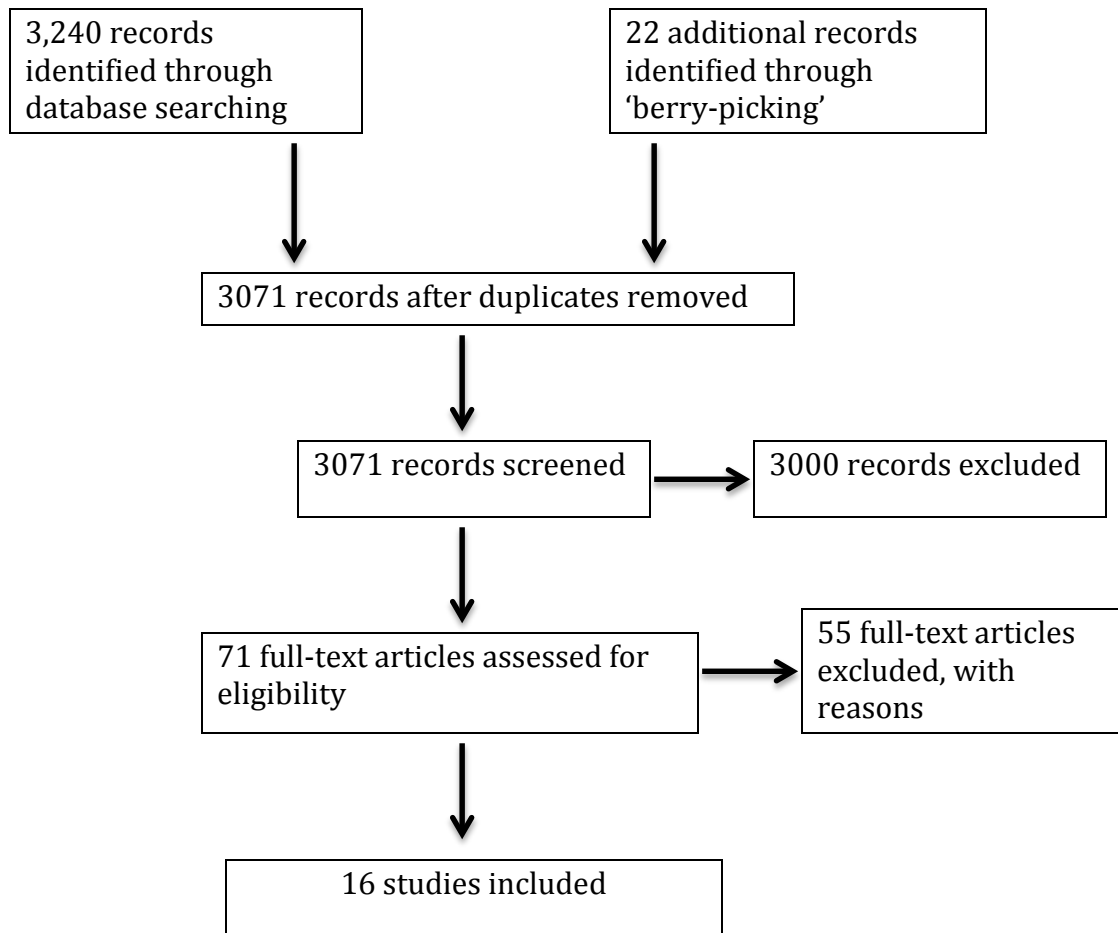 3,240 records
identified through
database searching
22 additional records
identified through
‘berry-picking’
3071 records after duplicates removed
3071 records screened
3000 records excluded
71 full-text articles assessed for
eligibility
55 full-text articles
excluded, with
reasons
16 studies included